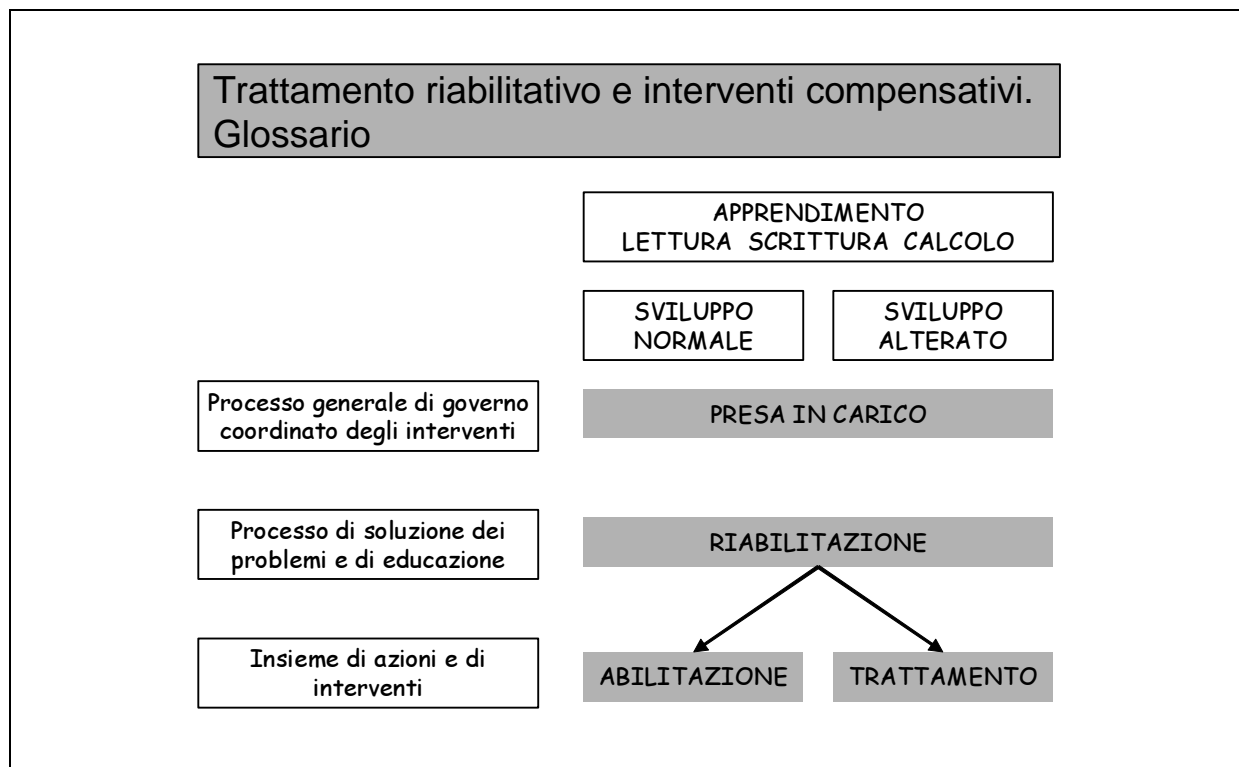 Trattamento riabilitativo e interventi compensativi.
Glossario
APPRENDIMENTO
LETTURA SCRITTURA CALCOLO
SVILUPPO
NORMALE
SVILUPPO
ALTERATO
Processo generale di governo
coordinato degli interventi
PRESA IN CARICO
Processo di soluzione dei
problemi e di educazione
RIABILITAZIONE
Insieme di azioni e di
interventi
ABILITAZIONE
TRATTAMENTO